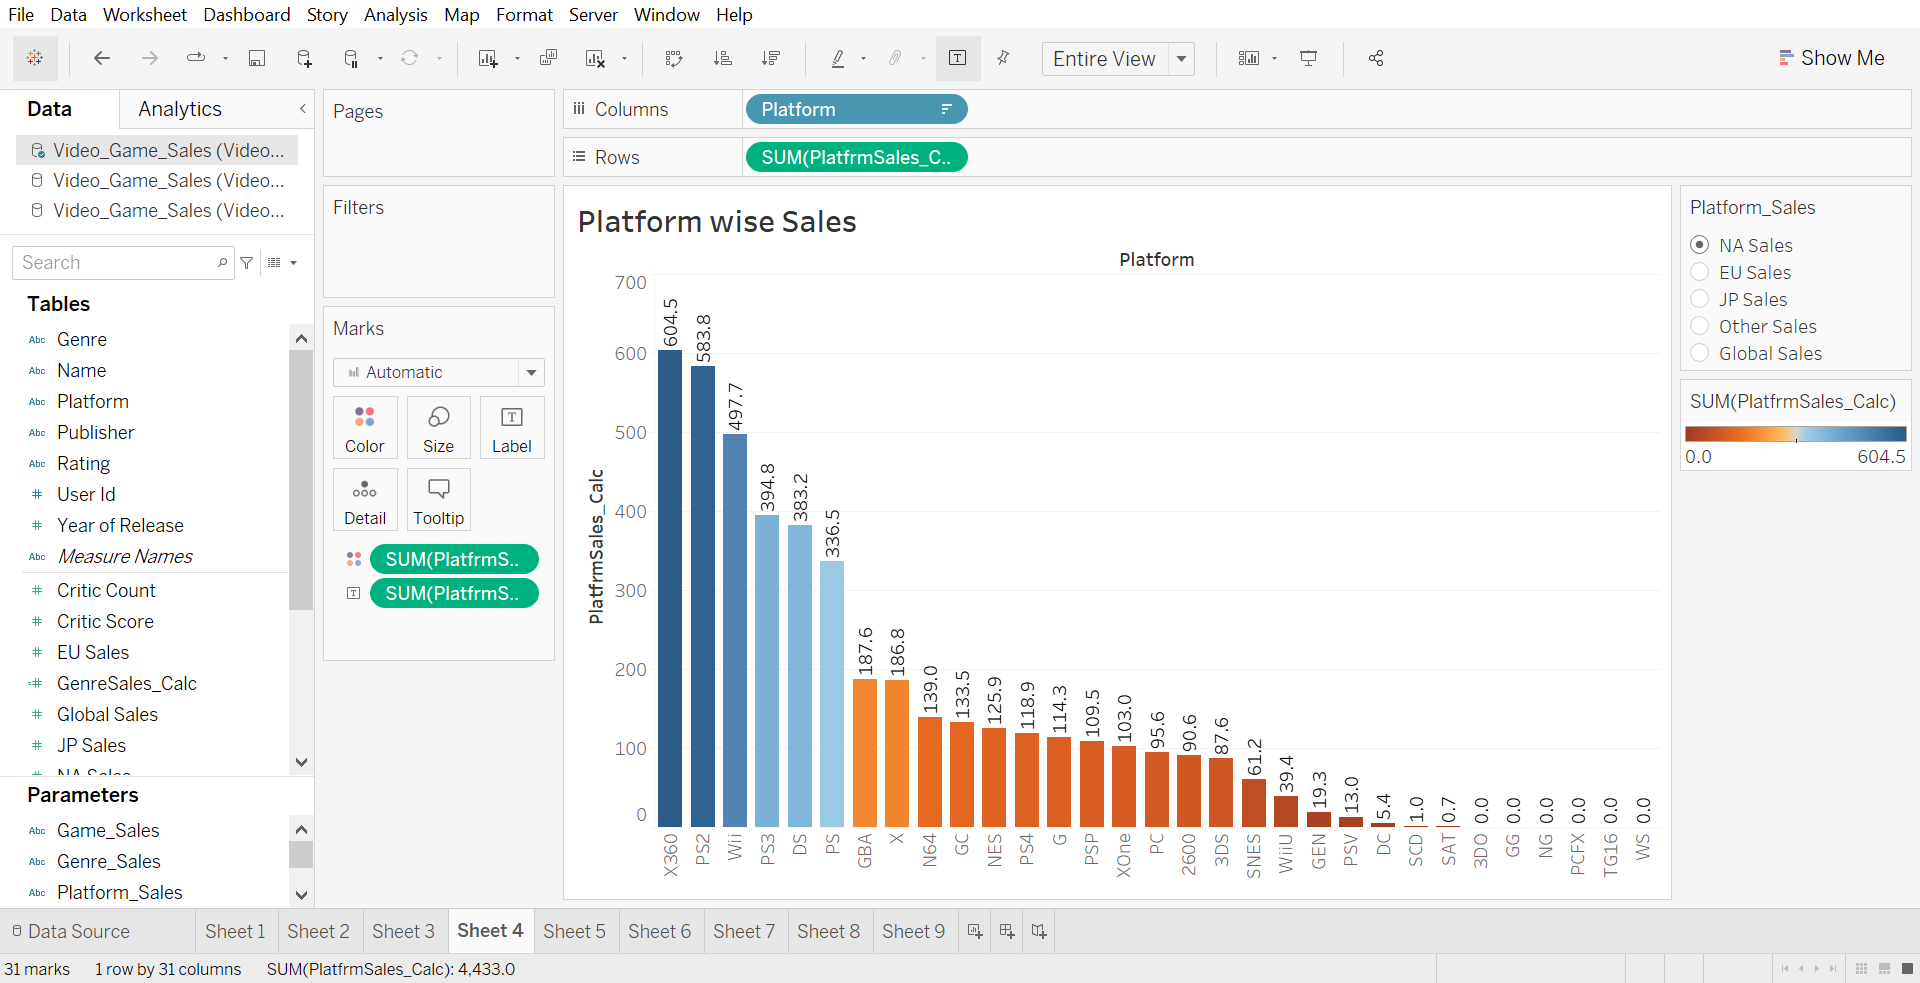 File Data Worksheet Dashboard Story Analysis Map Format Server Window Help
Entire View
Show Me
Data Analytics
Video_Game_Sales (Video...
Video_Game_Sales (Video...
Video_Game_Sales (Video...
Search
Tables
Abc Genre
Abc Name
Abc Platform
Abc Publisher
Abc Rating
# User Id
# Year of Release
Abc Measure Names
# Critic Count
# Critic Score
# EU Sales
=# GenreSales_Calc
# Global Sales
# JP Sales
# NA Sales
Parameters
Abc Game_Sales
Abc Genre_Sales
Abc Platform_Sales
Pages
Filters
Marks
Automatic
Color Size Label
Detail Tooltip
SUM(PlatfrmS..
SUM(PlatfrmS..
Columns Platform
Rows SUM(PlatfrmSales_C..
Platform wise Sales
Platform
PlatfrmSales_Calc
700
600
500
400
300
200
100
0
604.5 583.8 497.7 394.8 383.2 336.5 187.6 186.8 139.0 133.5 125.9 118.9 114.3 109.5 103.0 95.6 90.6 87.6 61.2 39.4 19.3 13.0 5.4 1.0 0.7 0.0 0.0 0.0 0.0 0.0 0.0
X360 PS2 Wii PS3 DS PS GBA X N64 GC NES PS4 G PSP XOne PC 2600 3DS SNES WiiU GEN PSV DC SCD SAT 3DO GG NG PCFX TG16 WS
Platform_Sales
NA Sales
EU Sales
JP Sales
Other Sales
Global Sales
SUM(PlatfrmSales_Calc)
0.0 604.5
Data Source Sheet 1 Sheet 2 Sheet 3 Sheet 4 Sheet 5 Sheet 6 Sheet 7 Sheet 8 Sheet 9
31 marks 1 row by 31 columns SUM(PlatfrmSales_Calc): 4,433.0